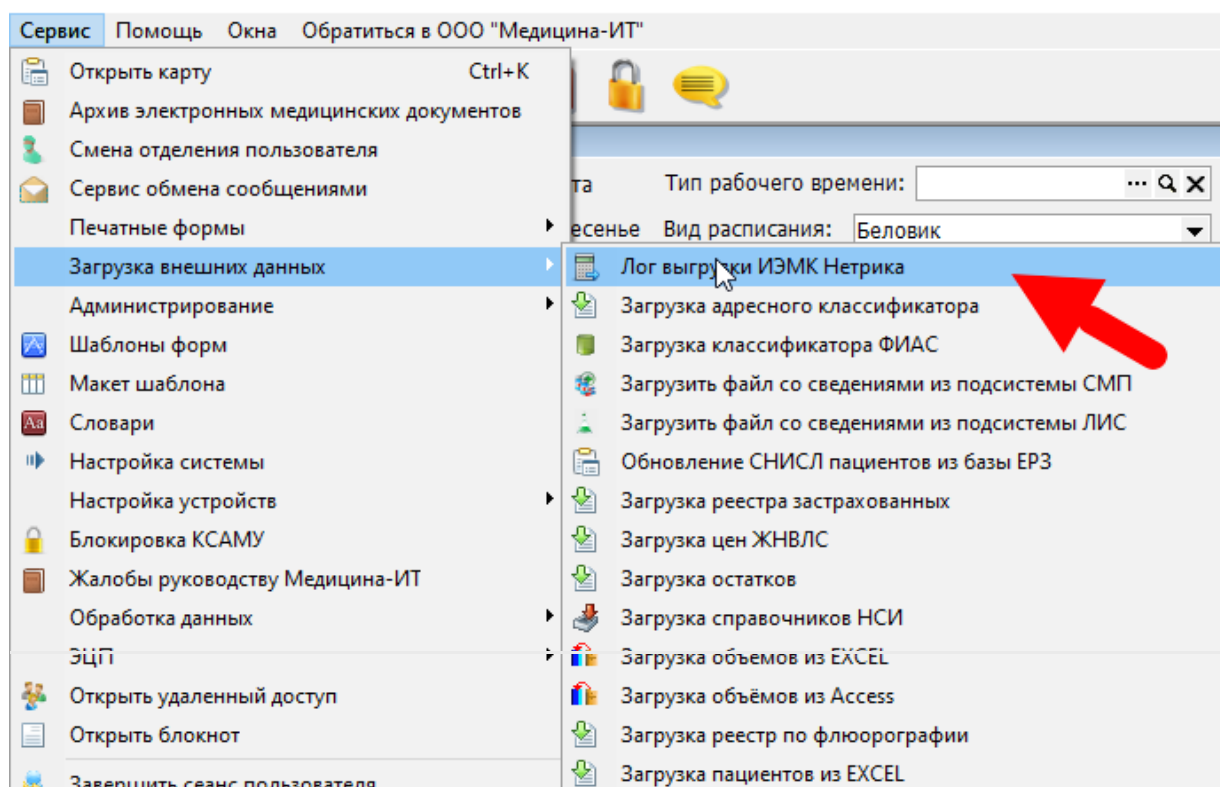 Сервис Помощь Окна Обратиться в ООО "Медицина-ИТ"
Открыть карту Ctrl+K
Архив электронных медицинских документов
Смена отделения пользователя
Сервис обмена сообщениями
та Тип рабочего времени:
Печатные формы
есенье Вид расписания: Беловик
Загрузка внешних данных
Администрирование
Шаблоны форм
Макет шаблона
Aa Словари
Настройка системы
Настройка устройств
Блокировка КСАМУ
Жалобы руководству Медицина-ИТ
Обработка данных
ЭЦП
Открыть удаленный доступ
Открыть блокнот
Завершить сеанс пользователя
Лог выгрузки ИЭМК Нетрика
Загрузка адресного классификатора
Загрузка классификатора ФИАС
Загрузить файл со сведениями из подсистемы СМП
Загрузить файл со сведениями из подсистемы ЛИС
Обновление СНИСЛ пациентов из базы ЕРЗ
Загрузка реестра застрахованных
Загрузка цен ЖНВЛС
Загрузка остатков
Загрузка справочников НСИ
Загрузка объемов из EXCEL
Загрузка объёмов из Access
Загрузка реестр по флюорографии
Загрузка пациентов из EXCEL